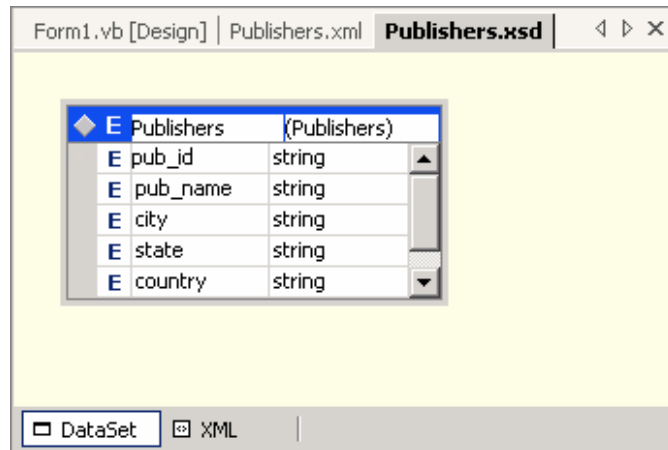 Form1.vb [Design] Publishers.xml Publishers.xsd
E Publishers (Publishers)
E pub_id string
E pub_name string
E city string
E state string
E country string
DataSet XML